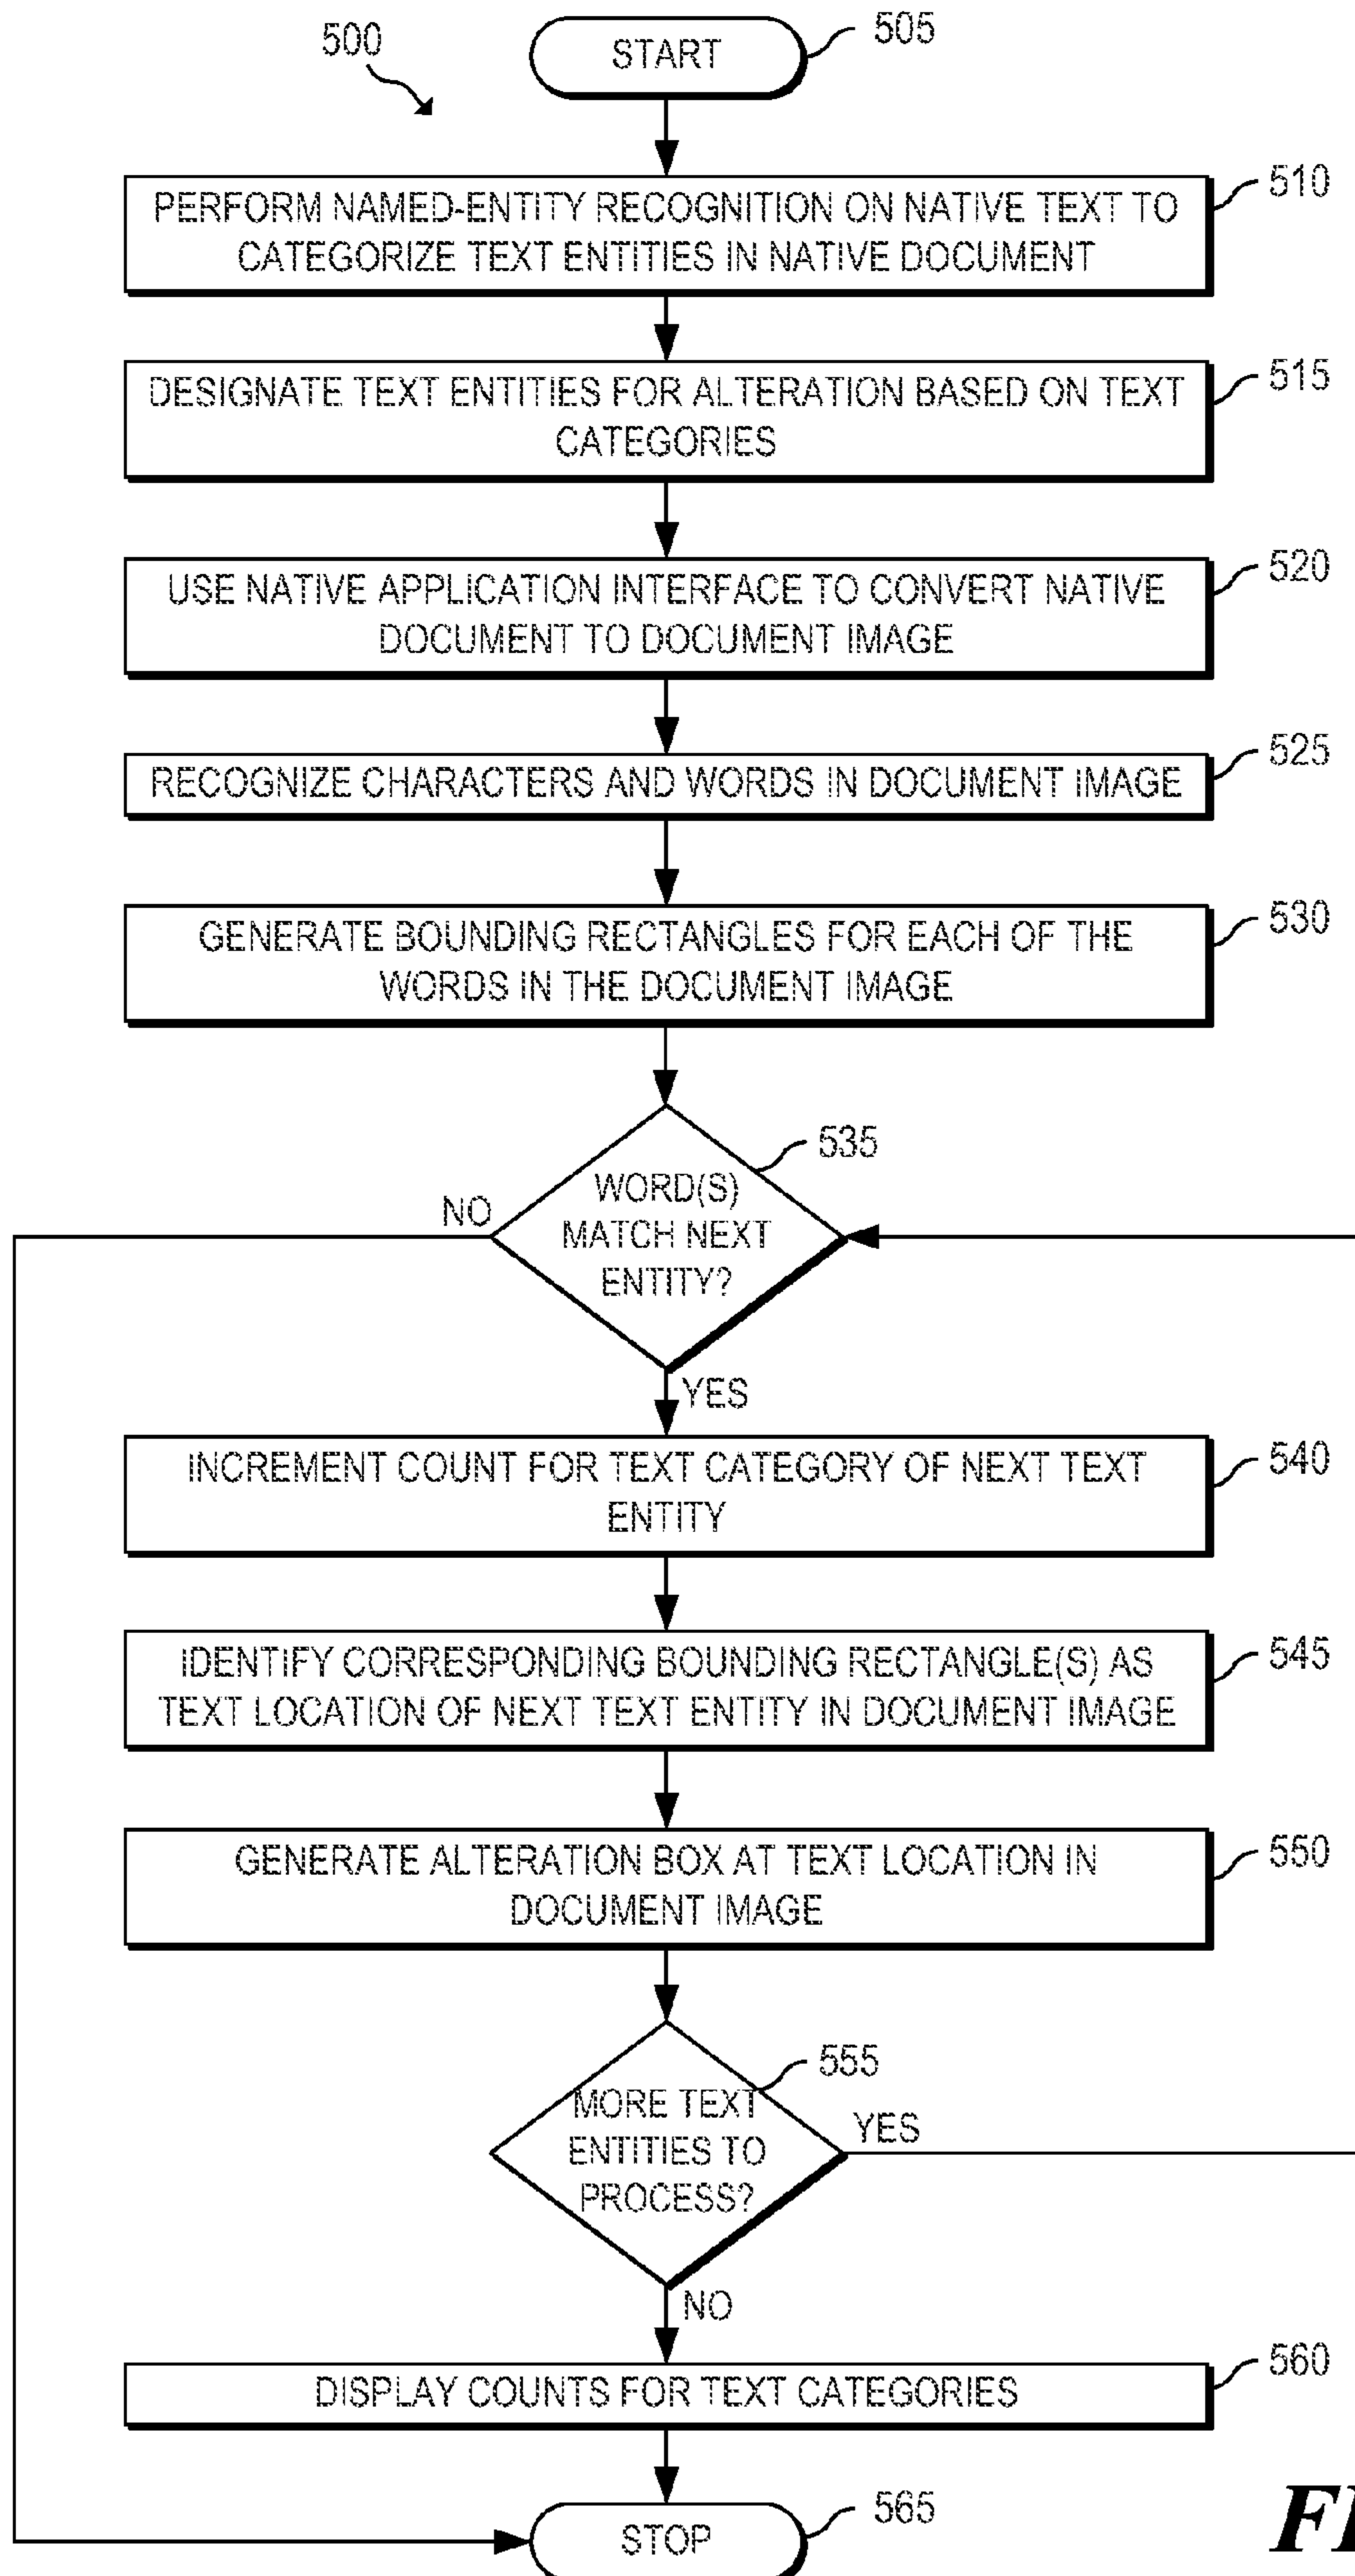 500
START
505
PERFORM NAMED-ENTITY RECOGNITION ON NATIVE TEXT TO
CATEGORIZE TEXT ENTITIES IN NATIVE DOCUMENT
510
DESIGNATE TEXT ENTITIES FOR ALTERATION BASED ON TEXT
CATEGORIES
515
USE NATIVE APPLICATION INTERFACE TO CONVERT NATIVE
DOCUMENT TO DOCUMENT IMAGE
520
RECOGNIZE CHARACTERS AND WORDS IN DOCUMENT IMAGE
525
GENERATE BOUNDING RECTANGLES FOR EACH OF THE
WORDS IN THE DOCUMENT IMAGE
530
WORD(S)
MATCH NEXT
ENTITY?
535
NO
YES
INCREMENT COUNT FOR TEXT CATEGORY OF NEXT TEXT
ENTITY
540
IDENTIFY CORRESPONDING BOUNDING RECTANGLE(S) AS
TEXT LOCATION OF NEXT TEXT ENTITY IN DOCUMENT IMAGE
545
GENERATE ALTERATION BOX AT TEXT LOCATION IN
DOCUMENT IMAGE
550
MORE TEXT
ENTITIES TO
PROCESS?
555
YES
NO
DISPLAY COUNTS FOR TEXT CATEGORIES
560
STOP
565